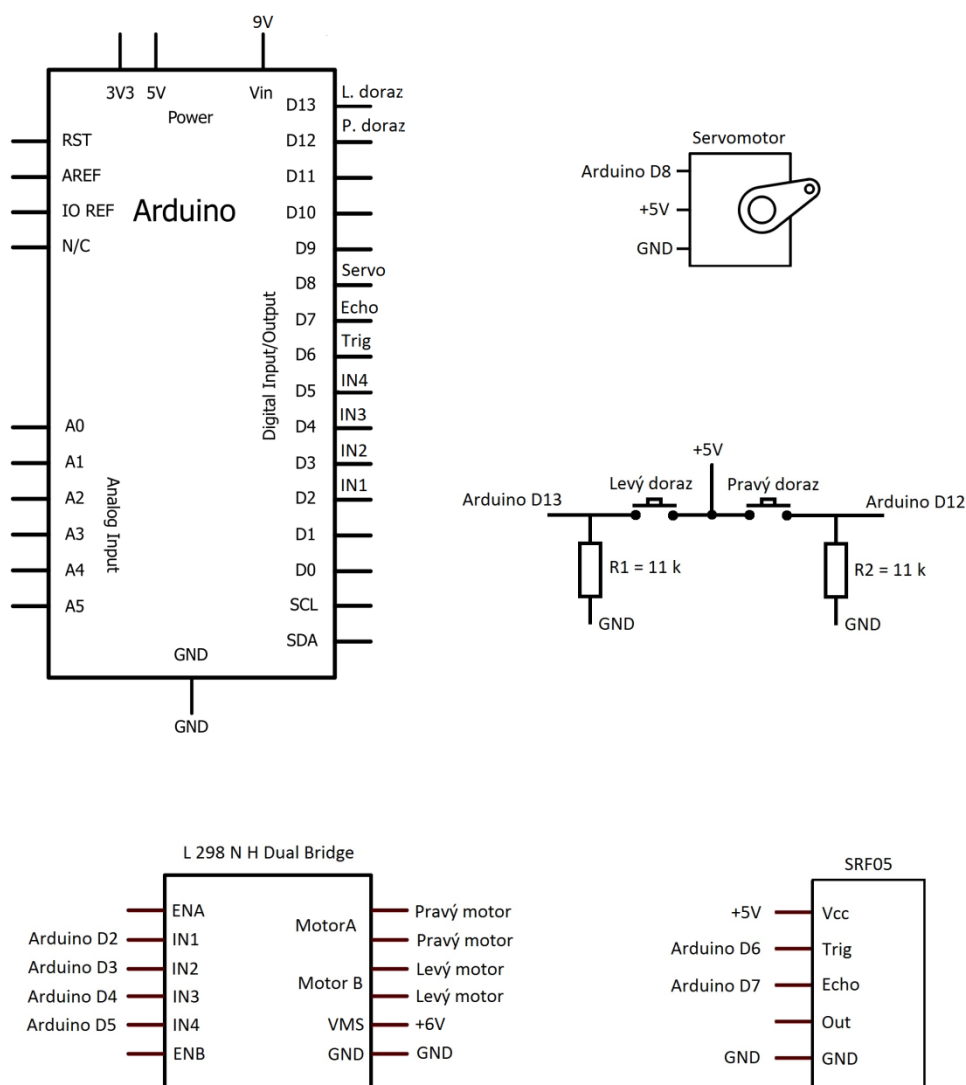 9V
3V3 5V Vin
Power
Arduino
RST
AREF
IO REF
N/C
A0
A1
A2
A3
A4
A5
Analog Input
D13 L. doraz
D12 P. doraz
D11
D10
D9
D8 Servo
D7 Echo
D6 Trig
D5 IN4
D4 IN3
D3 IN2
D2 IN1
D1
D0
SCL
SDA
Digital Input/Output
GND
GND
Servomotor
Arduino D8
+5V
GND
+5V
Levý doraz Pravý doraz
Arduino D13 Arduino D12
R1 = 11 k R2 = 11 k
GND GND
L 298 N H Dual Bridge
ENA
Arduino D2 IN1
Arduino D3 IN2
Arduino D4 IN3
Arduino D5 IN4
ENB
MotorA Pravý motor
Pravý motor
Motor B Levý motor
Levý motor
VMS +6V
GND GND
SRF05
+5V Vcc
Arduino D6 Trig
Arduino D7 Echo
Out
GND GND